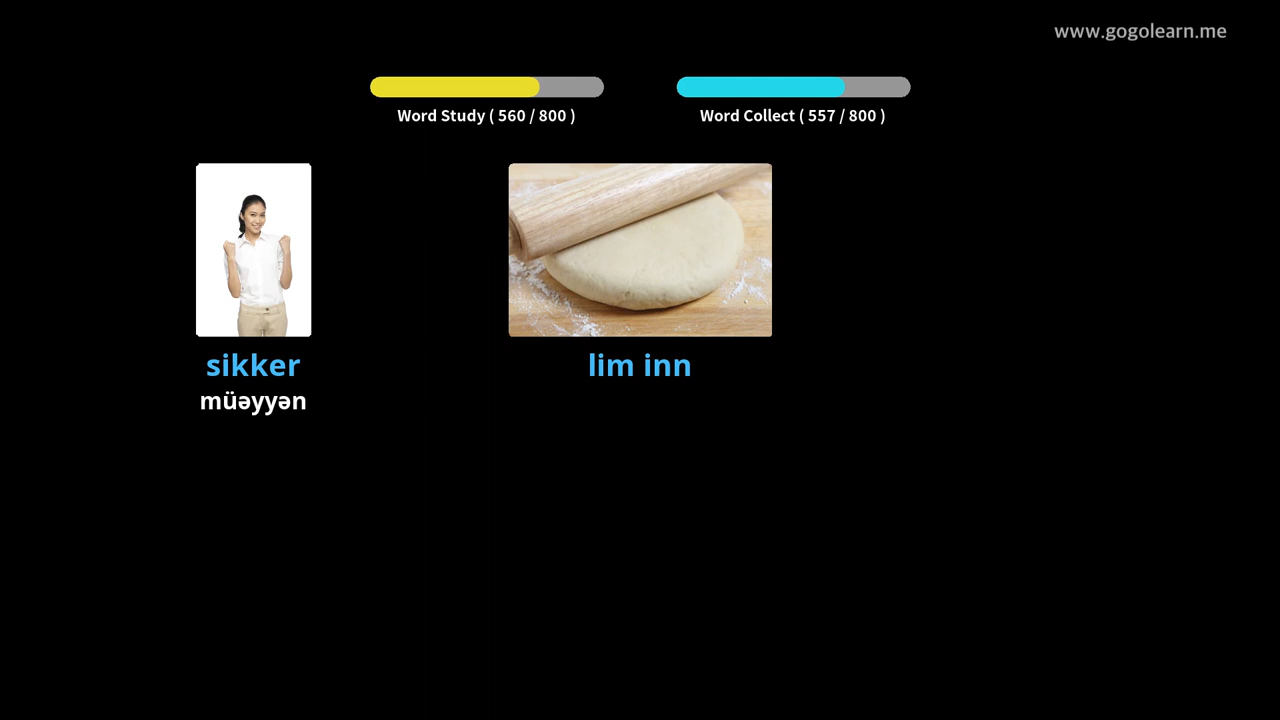 www.gogolearn.me
Word Study ( 560 / 800 )
Word Collect ( 557 / 800 )
sikker
müəyyən
lim inn